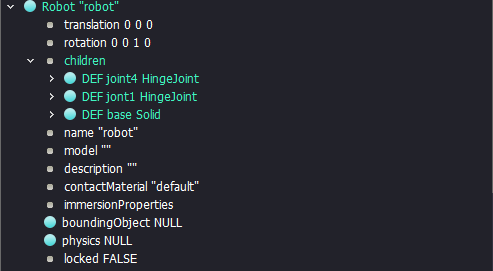 Robot "robot"
translation 0 0 0
rotation 0 0 1 0
children
DEF joint4 HingeJoint
DEF jont1 HingeJoint
DEF base Solid
name "robot"
model ""
description ""
contactMaterial "default"
immersionProperties
boundingObject NULL
physics NULL
locked FALSE